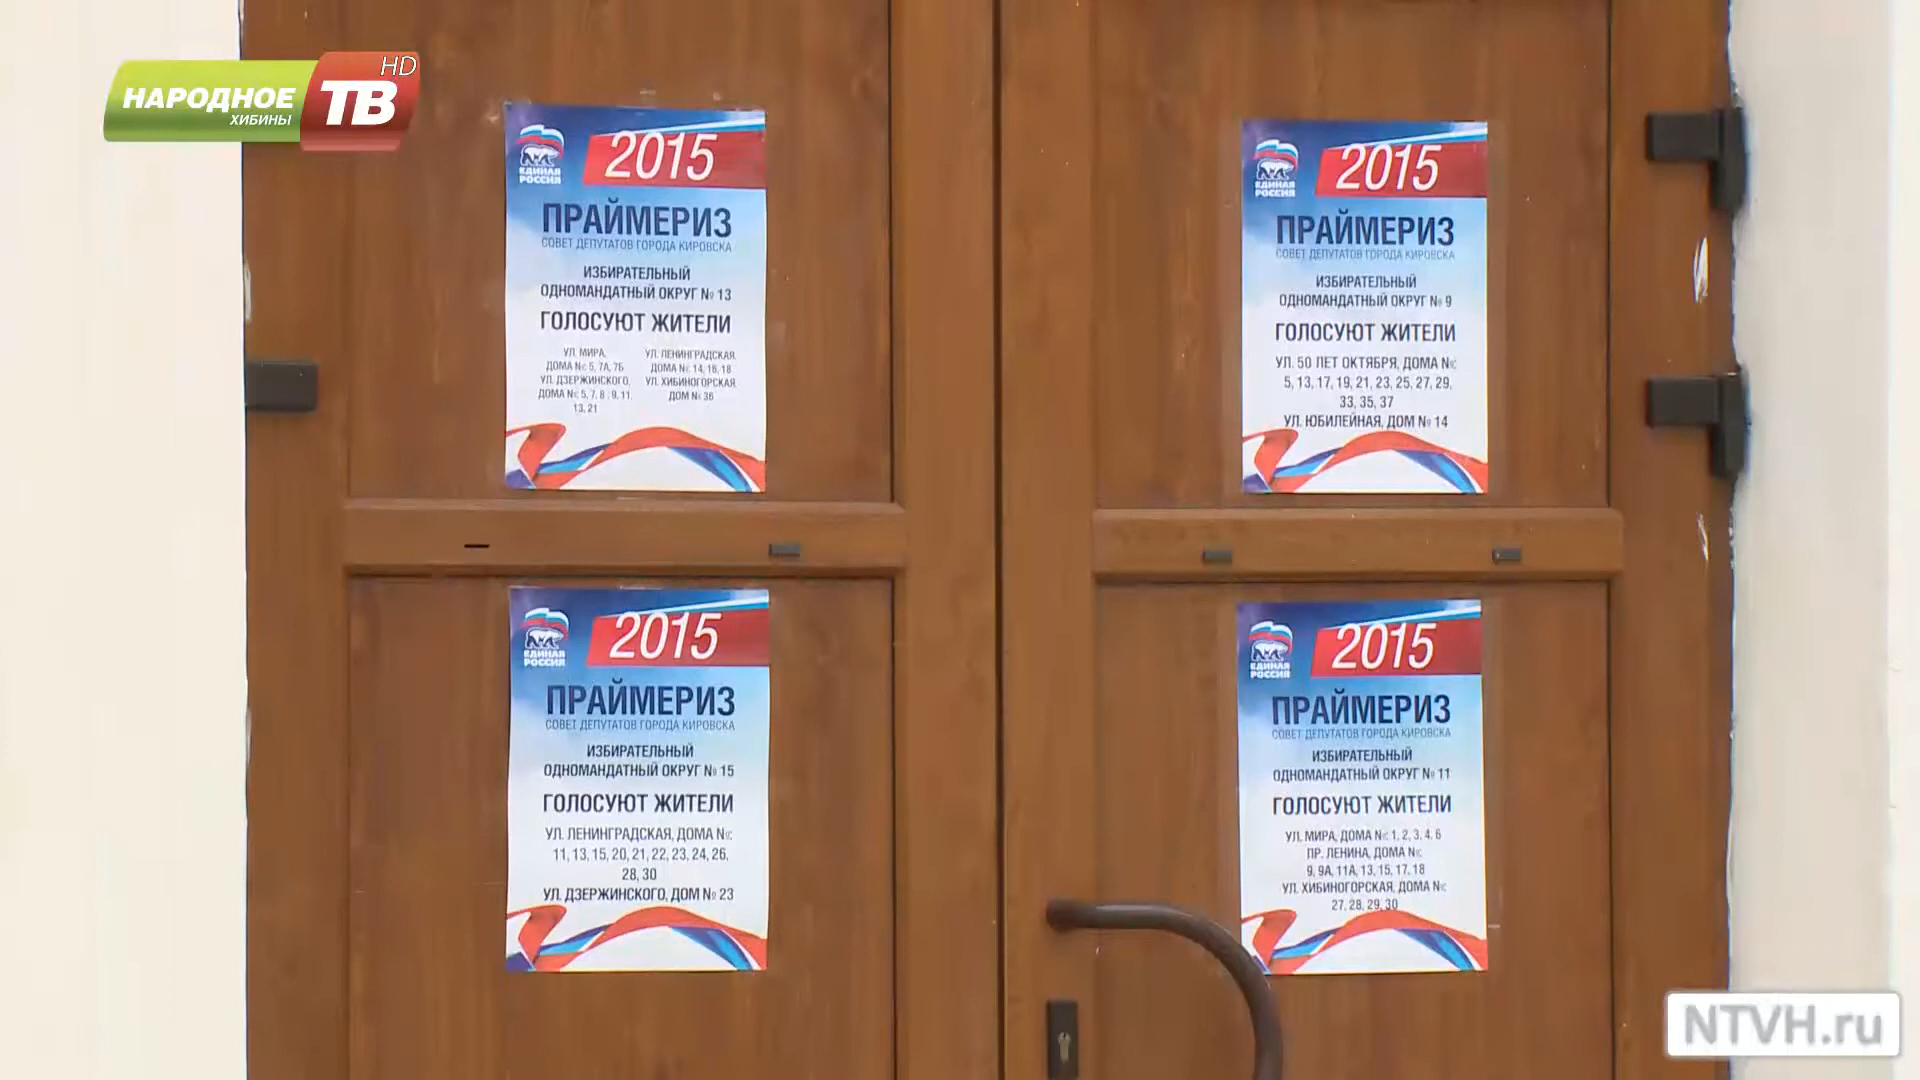 НАРОДНОЕ
ХИБИНЫ
ТВ
HD
ЕДИНАЯ
РОССИЯ
2015
ПРАЙМЕРИЗ
СОВЕТ ДЕПУТАТОВ ГОРОДА КИРОВСКА
ИЗБИРАТЕЛЬНЫЙ
ОДНОМАНДАТНЫЙ ОКРУГ № 13
ГОЛОСУЮТ ЖИТЕЛИ
УЛ. МИРА,
ДОМА №: 5, 7А, 7Б
УЛ. ДЗЕРЖИНСКОГО,
ДОМА №: 5, 7, 8 , 9, 11,
13, 21
УЛ. ЛЕНИНГРАДСКАЯ,
ДОМА №: 14, 16, 18
УЛ. ХИБИНОГОРСКАЯ,
ДОМ № 36
ЕДИНАЯ
РОССИЯ
2015
ПРАЙМЕРИЗ
СОВЕТ ДЕПУТАТОВ ГОРОДА КИРОВСКА
ИЗБИРАТЕЛЬНЫЙ
ОДНОМАНДАТНЫЙ ОКРУГ № 9
ГОЛОСУЮТ ЖИТЕЛИ
УЛ. 50 ЛЕТ ОКТЯБРЯ, ДОМА №:
5, 13, 17, 19, 21, 23, 25, 27, 29,
33, 35, 37
УЛ. ЮБИЛЕЙНАЯ, ДОМ № 14
ЕДИНАЯ
РОССИЯ
2015
ПРАЙМЕРИЗ
СОВЕТ ДЕПУТАТОВ ГОРОДА КИРОВСКА
ИЗБИРАТЕЛЬНЫЙ
ОДНОМАНДАТНЫЙ ОКРУГ № 15
ГОЛОСУЮТ ЖИТЕЛИ
УЛ. ЛЕНИНГРАДСКАЯ, ДОМА №:
11, 13, 15, 20, 21, 22, 23, 24, 26,
28, 30
УЛ. ДЗЕРЖИНСКОГО, ДОМ № 23
ЕДИНАЯ
РОССИЯ
2015
ПРАЙМЕРИЗ
СОВЕТ ДЕПУТАТОВ ГОРОДА КИРОВСКА
ИЗБИРАТЕЛЬНЫЙ
ОДНОМАНДАТНЫЙ ОКРУГ № 11
ГОЛОСУЮТ ЖИТЕЛИ
УЛ. МИРА, ДОМА №: 1, 2, 3, 4, 6
ПР. ЛЕНИНА, ДОМА №:
9, 9А, 11А, 13, 15, 17, 18
УЛ. ХИБИНОГОРСКАЯ, ДОМА №:
27, 28, 29, 30
NTVH.ru